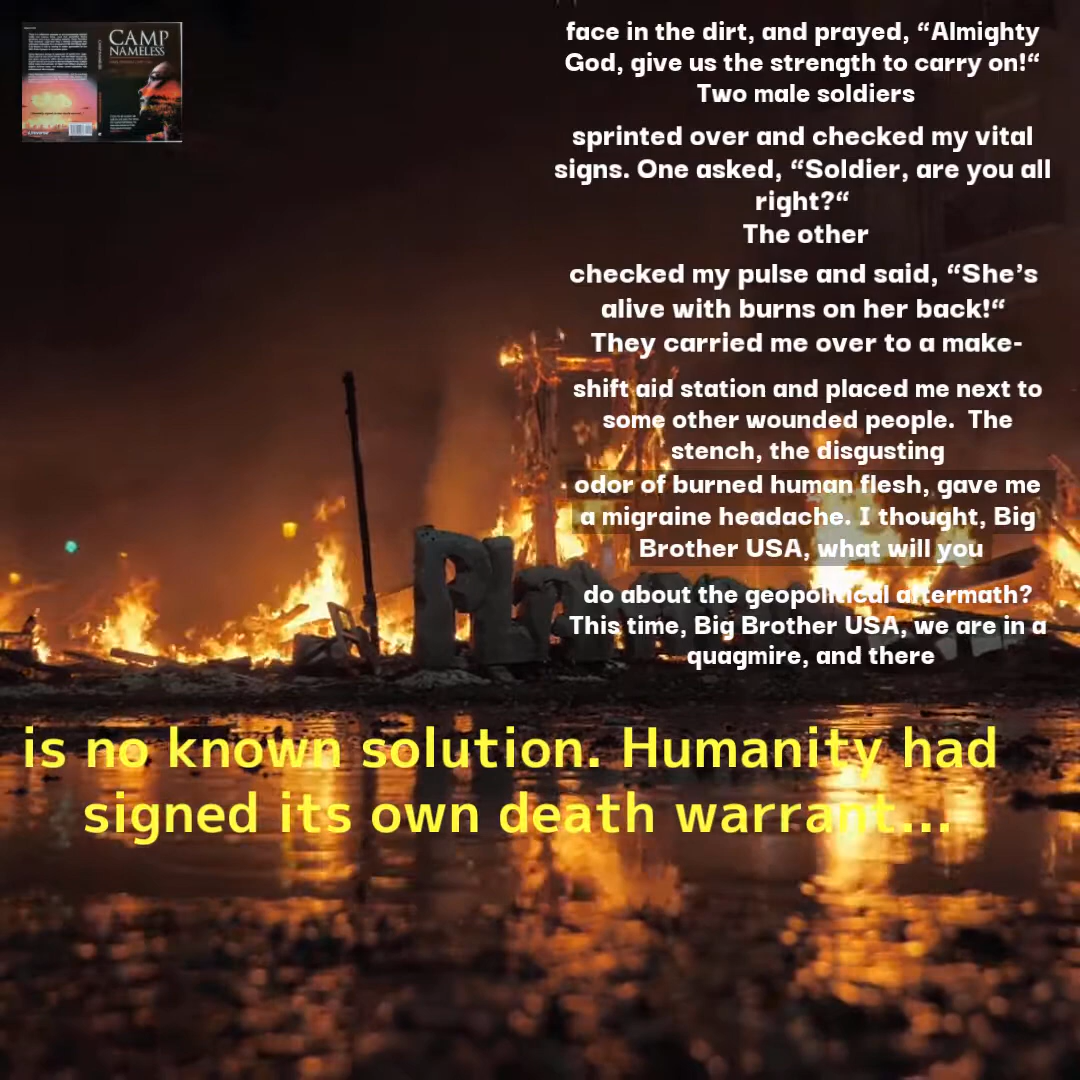 CAMP
NAMELESS
face in the dirt, and prayed, “Almighty
God, give us the strength to carry on!“
Two male soldiers
sprinted over and checked my vital
signs. One asked, “Soldier, are you all
right?“
The other
checked my pulse and said, “She’s
alive with burns on her back!“
They carried me over to a make-
shift aid station and placed me next to
some other wounded people.  The
stench, the disgusting
odor of burned human flesh, gave me
a migraine headache. I thought, Big
Brother USA, what will you
do about the geopolitical aftermath?
This time, Big Brother USA, we are in a
quagmire, and there
is no known solution. Humanity had
signed its own death warrant...